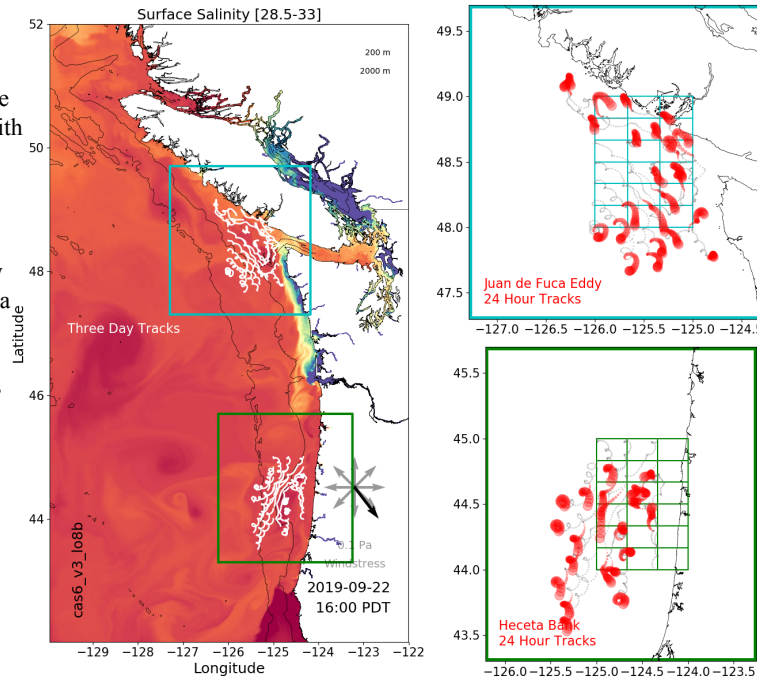 e
ith
y
a
Surface Salinity [28.5-33]
200 m
2000 m
52
50
48
46
44
Latitude
Three Day Tracks
cas6_v3_lo8b
0.1 Pa
Windstress
2019-09-22
16:00 PDT
−129 −128 −127 −126 −125 −124 −123 −122
Longitude
49.5
49.0
48.5
48.0
47.5
Juan de Fuca Eddy
24 Hour Tracks
−127.0 −126.5 −126.0 −125.5 −125.0 −124.5
45.5
45.0
44.5
44.0
43.5
Heceta Bank
24 Hour Tracks
−126.0 −125.5 −125.0 −124.5 −124.0 −123.5